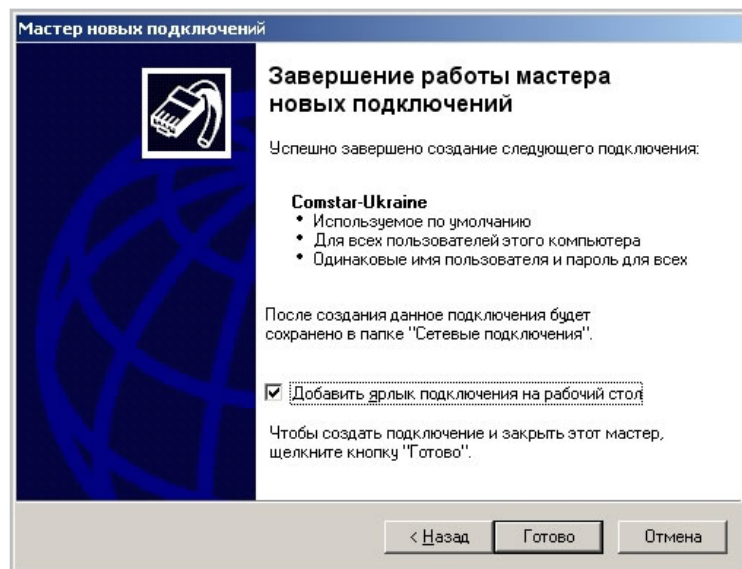 Мастер новых подключений
Завершение работы мастера
новых подключений
Успешно завершено создание следующего подключения:
Comstar-Ukraine
• Используемое по умолчанию
• Для всех пользователей этого компьютера
• Одинаковые имя пользователя и пароль для всех
После создания данное подключения будет
сохранено в папке "Сетевые подключения".
Добавить ярлык подключения на рабочий стол
Чтобы создать подключение и закрыть этот мастер,
щелкните кнопку "Готово".
< Назад Готово Отмена